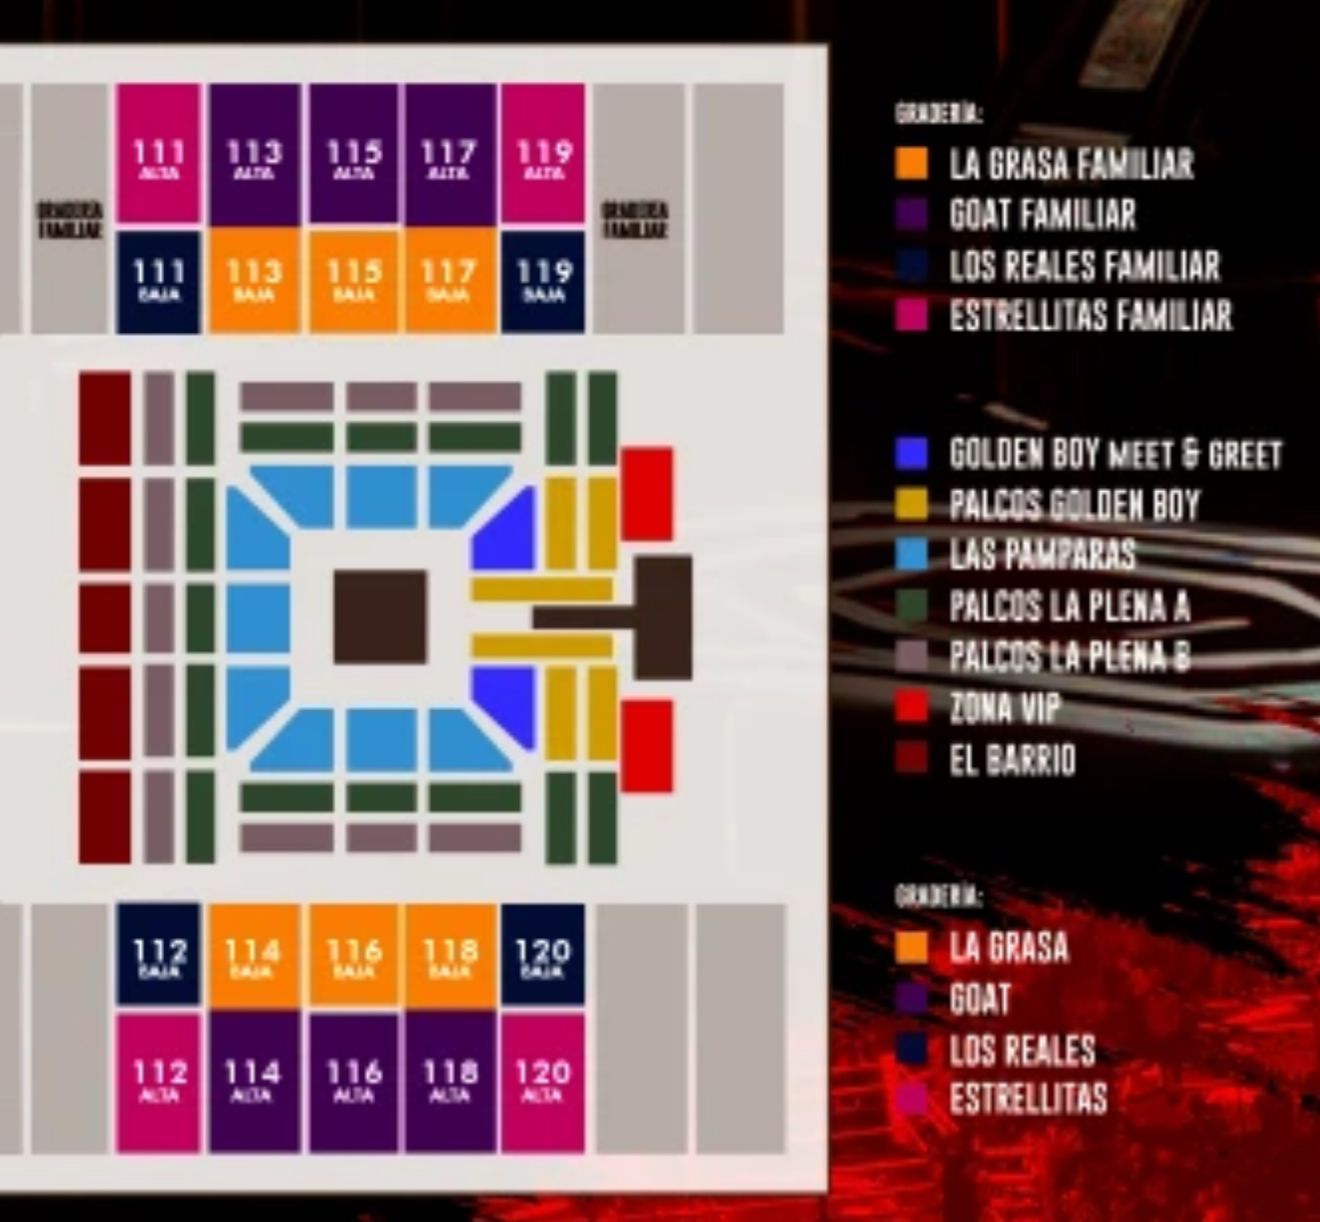 111
ALTA
113
ALTA
115
ALTA
117
ALTA
119
ALTA
GRADERÍA
FAMILIAR
GRADERÍA
FAMILIAR
111
BAJA
113
BAJA
115
BAJA
117
BAJA
119
BAJA
112
BAJA
114
BAJA
116
BAJA
118
BAJA
120
BAJA
112
ALTA
114
ALTA
116
ALTA
118
ALTA
120
ALTA
GRADERÍA:
LA GRASA FAMILIAR
GOAT FAMILIAR
LOS REALES FAMILIAR
ESTRELLITAS FAMILIAR
GOLDEN BOY MEET & GREET
PALCOS GOLDEN BOY
LAS PAMPARAS
PALCOS LA PLENA A
PALCOS LA PLENA B
ZONA VIP
EL BARRIO
GRADERÍA:
LA GRASA
GOAT
LOS REALES
ESTRELLITAS